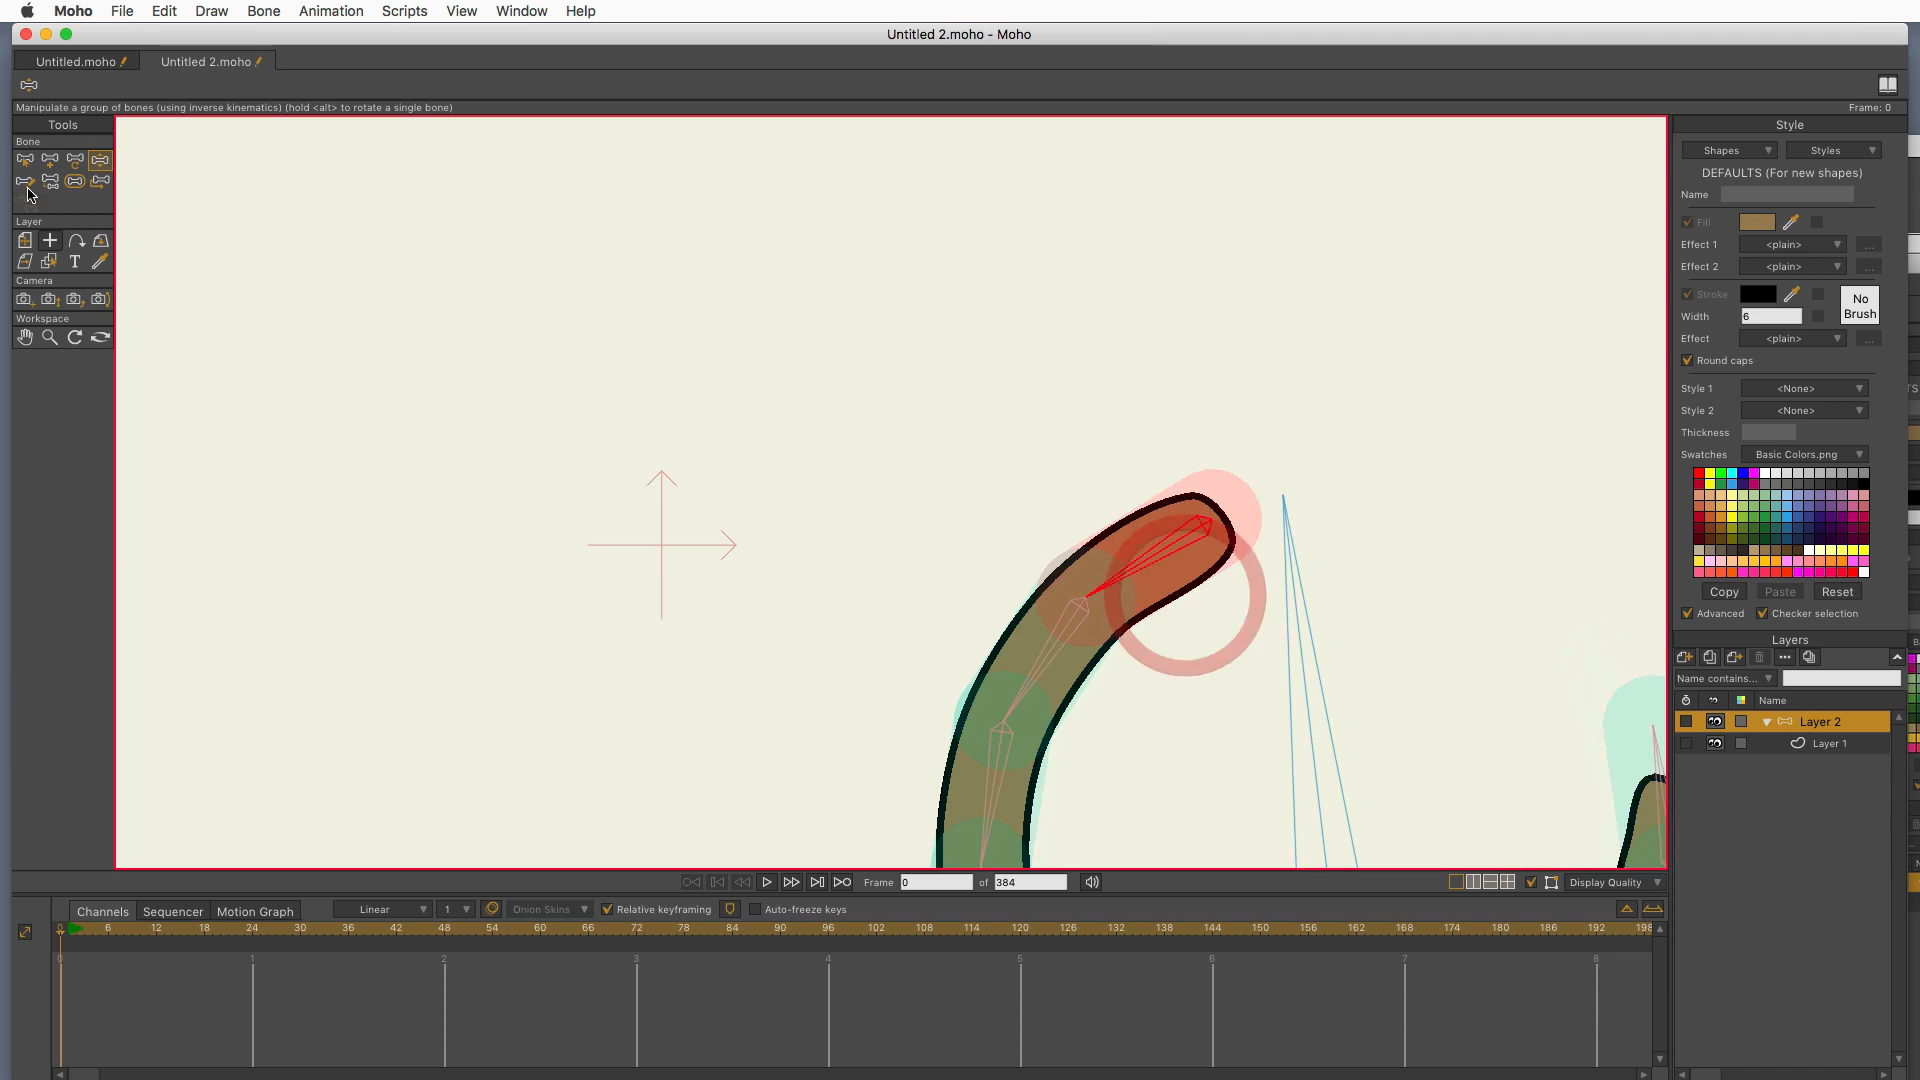 Moho File Edit Draw Bone Animation Scripts View Window Help
Untitled 2.moho - Moho
Untitled.moho Untitled 2.moho
Manipulate a group of bones (using inverse kinematics) (hold <alt> to rotate a single bone) Frame: 0
Tools
Bone
Layer
T
Camera
Workspace
Style
Shapes Styles
DEFAULTS (For new shapes)
Name
Fill
Effect 1 <plain> ...
Effect 2 <plain> ...
Stroke
No Brush
Width 6
Effect <plain> ...
Round caps
Style 1 <None>
Style 2 <None>
Thickness
Swatches Basic Colors.png
Copy Paste Reset
Advanced Checker selection
Layers
Name contains...
Name
Layer 2
Layer 1
Frame 0 of 384 Display Quality
Channels Sequencer Motion Graph Linear 1 Onion Skins Relative keyframing Auto-freeze keys
0 6 12 18 24 30 36 42 48 54 60 66 72 78 84 90 96 102 108 114 120 126 132 138 144 150 156 162 168 174 180 186 192 198
0 1 2 3 4 5 6 7 8